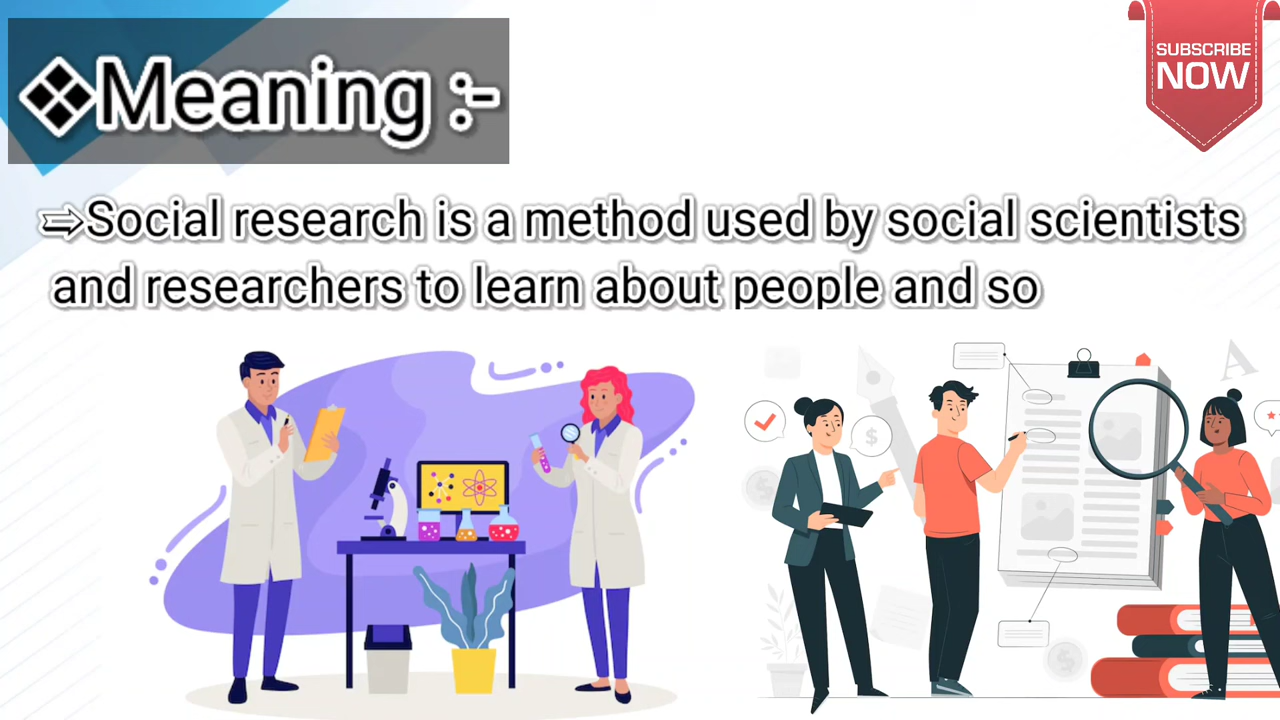 ❖Meaning :-
SUBSCRIBE
NOW
⇨Social research is a method used by social scientists
and researchers to learn about people and so
A